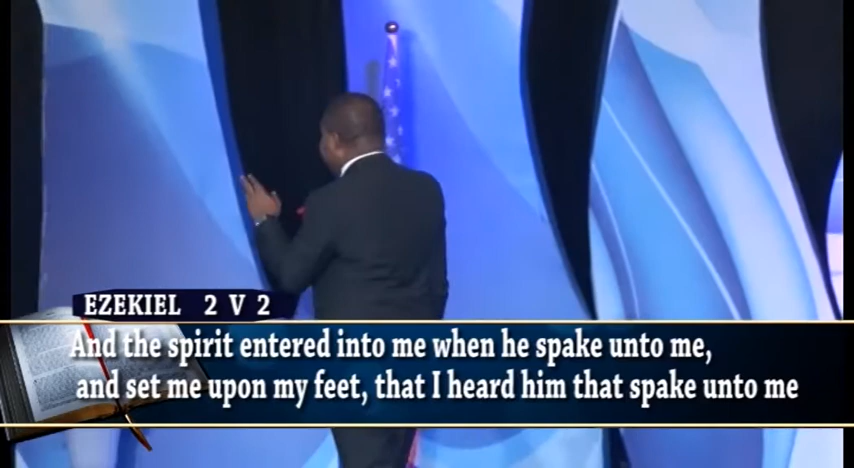 EZEKIEL 2 V 2
And the spirit entered into me when he spake unto me,
and set me upon my feet, that I heard him that spake unto me